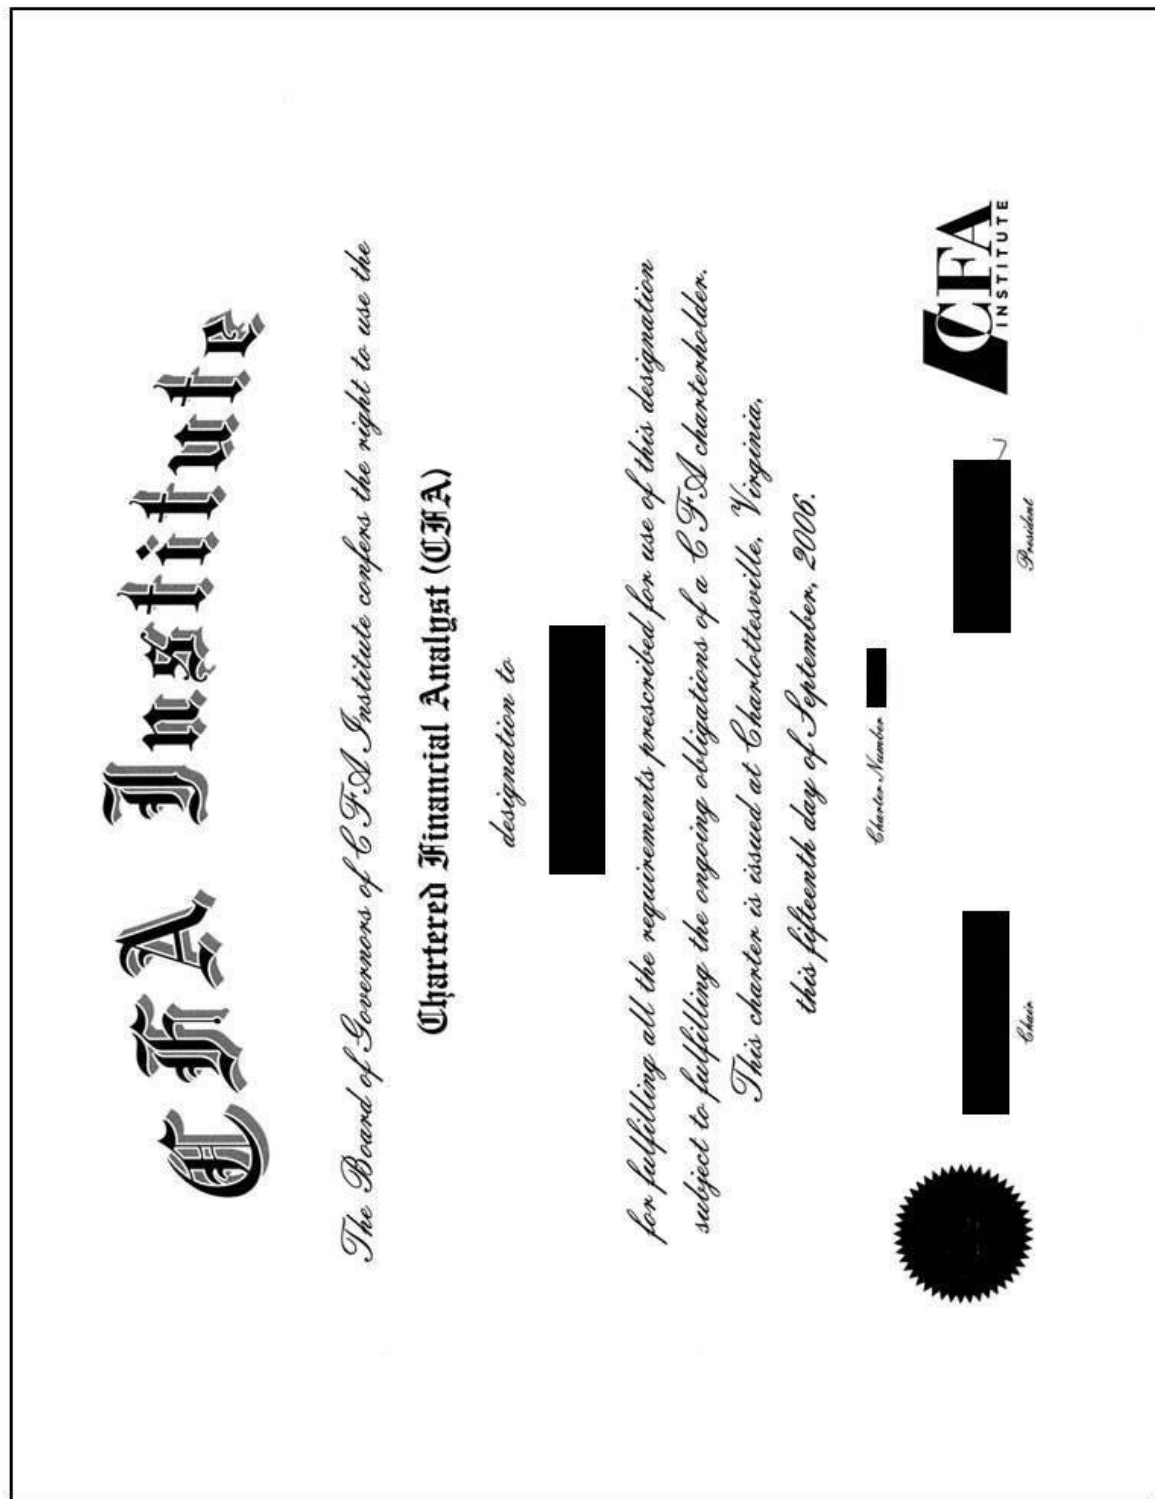 CFA Institute
The Board of Governors of CFA Institute confers the right to use the
Chartered Financial Analyst (CFA)
designation to
for fulfilling all the requirements prescribed for use of this designation
subject to fulfilling the ongoing obligations of a CFA charterholder.
This charter is issued at Charlottesville, Virginia,
this fifteenth day of September, 2006.
Charter Number
Chair
President
CFA
INSTITUTE